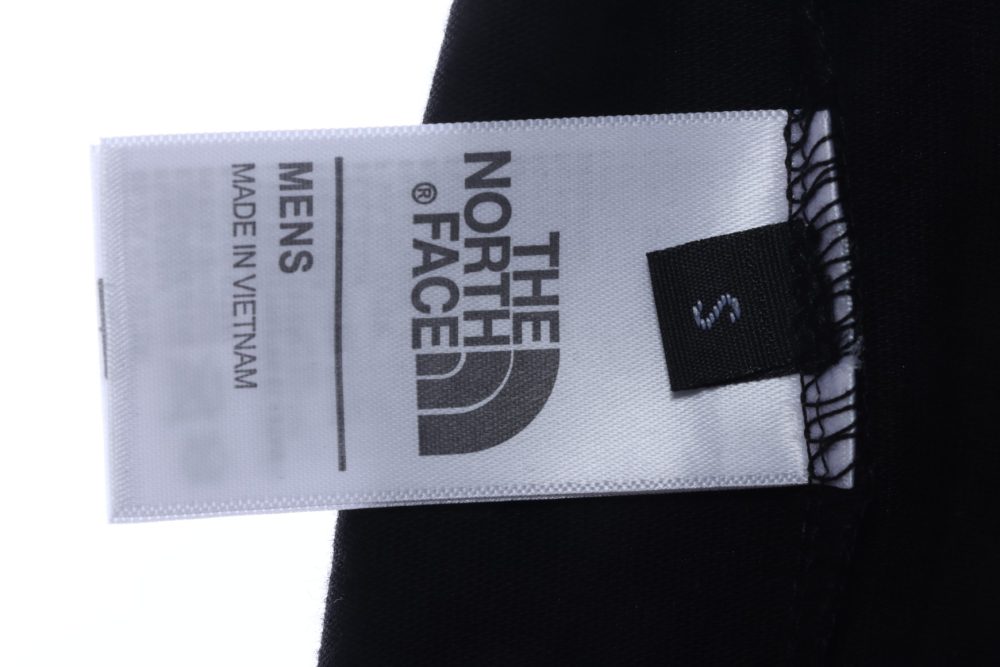 S
THE
NORTH
FACE®
MENS
MADE IN VIETNAM